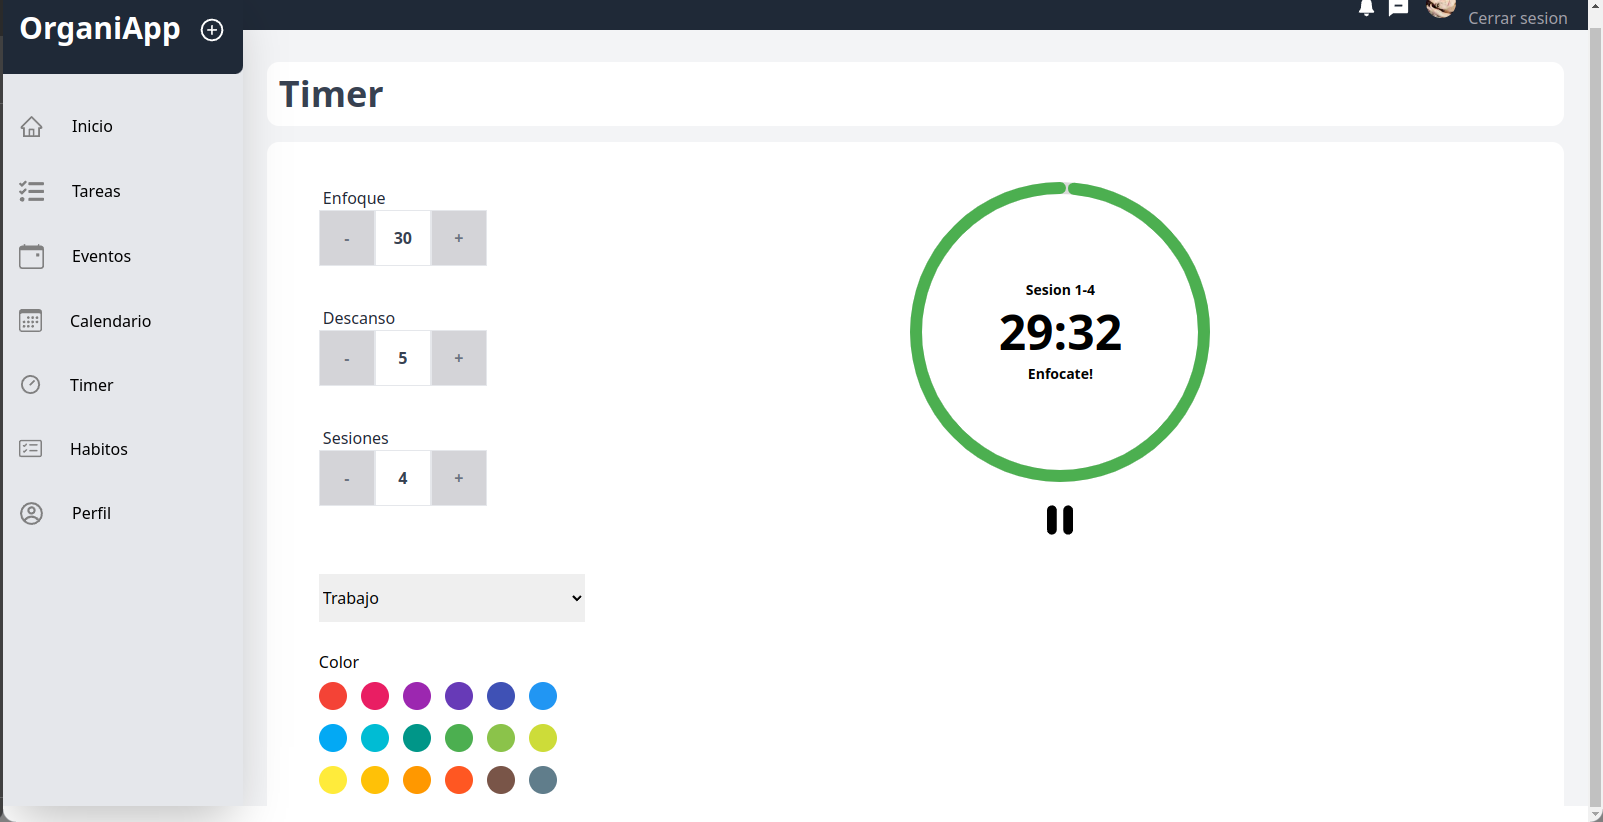 OrganiApp
Cerrar sesion
Inicio
Tareas
Eventos
Calendario
Timer
Habitos
Perfil
Timer
Enfoque
- 30 +
Descanso
- 5 +
Sesiones
- 4 +
Trabajo
Color
Sesion 1-4
29:32
Enfocate!